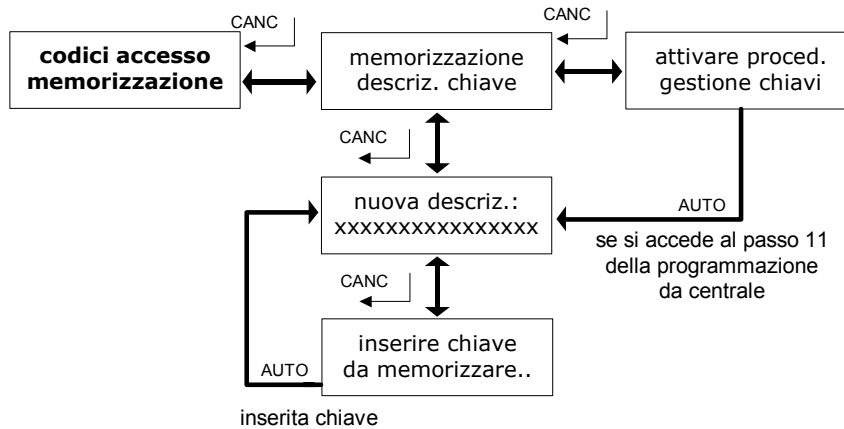 CANC
CANC
codici accesso
memorizzazione
memorizzazione
descriz. chiave
attivare proced.
gestione chiavi
CANC
nuova descriz.:
xxxxxxxxxxxxxxxx
AUTO
se si accede al passo 11
della programmazione
da centrale
CANC
inserire chiave
da memorizzare..
AUTO
inserita chiave